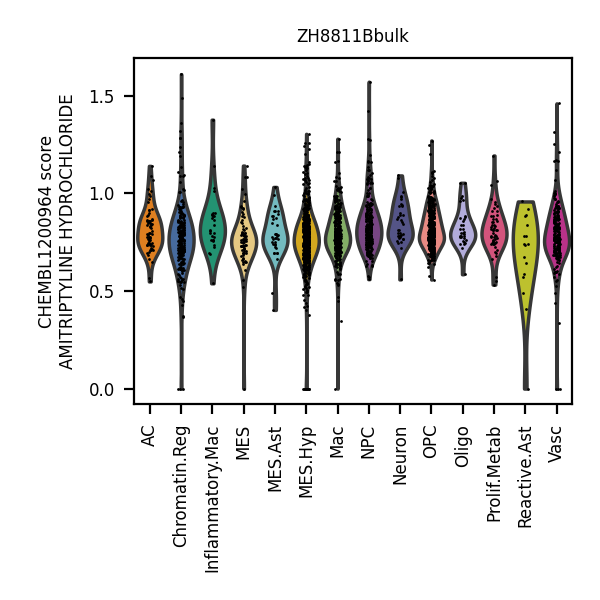 ZH8811Bbulk
CHEMBL1200964 score
AMITRIPTYLINE HYDROCHLORIDE
1.5
1.0
0.5
0.0
AC
Chromatin.Reg
Inflammatory.Mac
MES
MES.Ast
MES.Hyp
Mac
NPC
Neuron
OPC
Oligo
Prolif.Metab
Reactive.Ast
Vasc